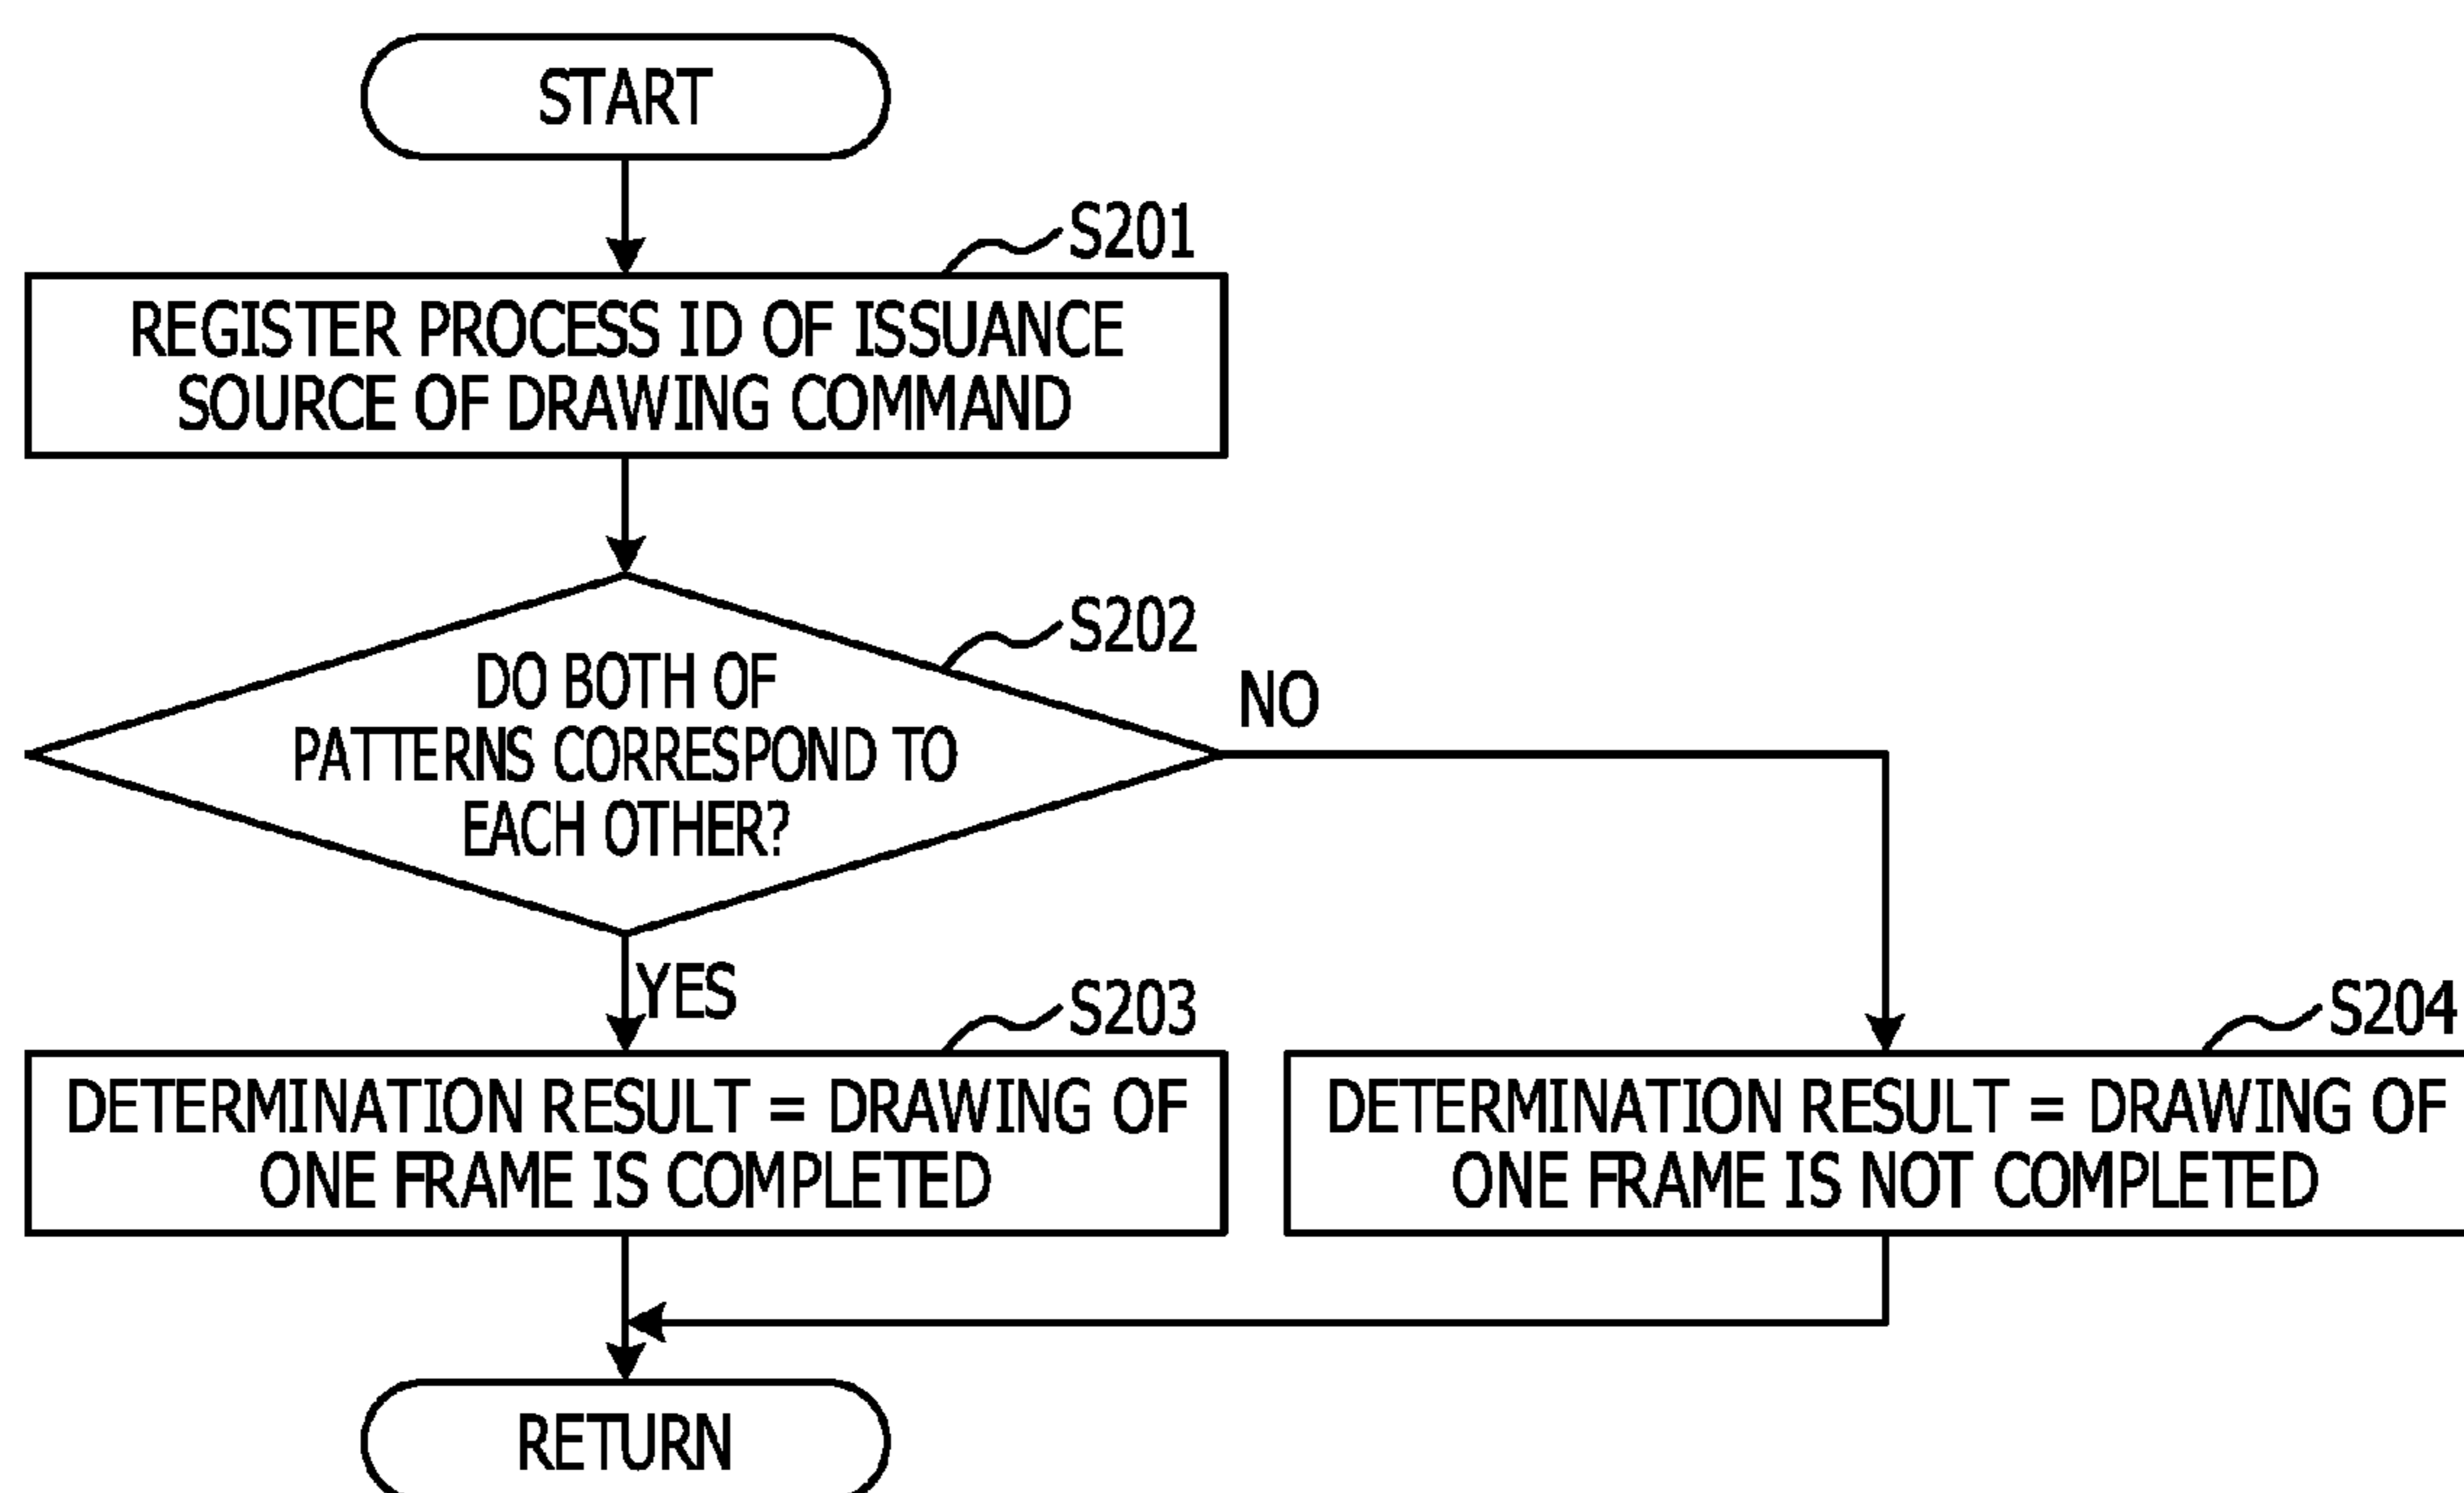 START
S201
REGISTER PROCESS ID OF ISSUANCE
SOURCE OF DRAWING COMMAND
S202
DO BOTH OF
PATTERNS CORRESPOND TO
EACH OTHER?
NO
YES
S203
DETERMINATION RESULT = DRAWING OF
ONE FRAME IS COMPLETED
S204
DETERMINATION RESULT = DRAWING OF
ONE FRAME IS NOT COMPLETED
RETURN